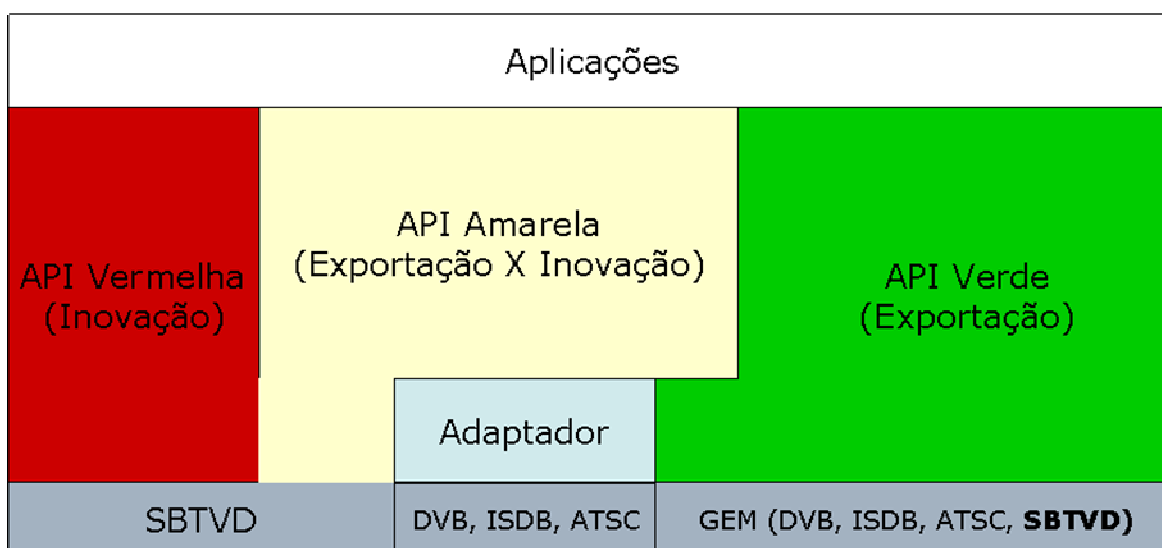 Aplicações
API Vermelha
(Inovação)
API Amarela
(Exportação X Inovação)
API Verde
(Exportação)
Adaptador
SBTVD
DVB, ISDB, ATSC
GEM (DVB, ISDB, ATSC, SBTVD)